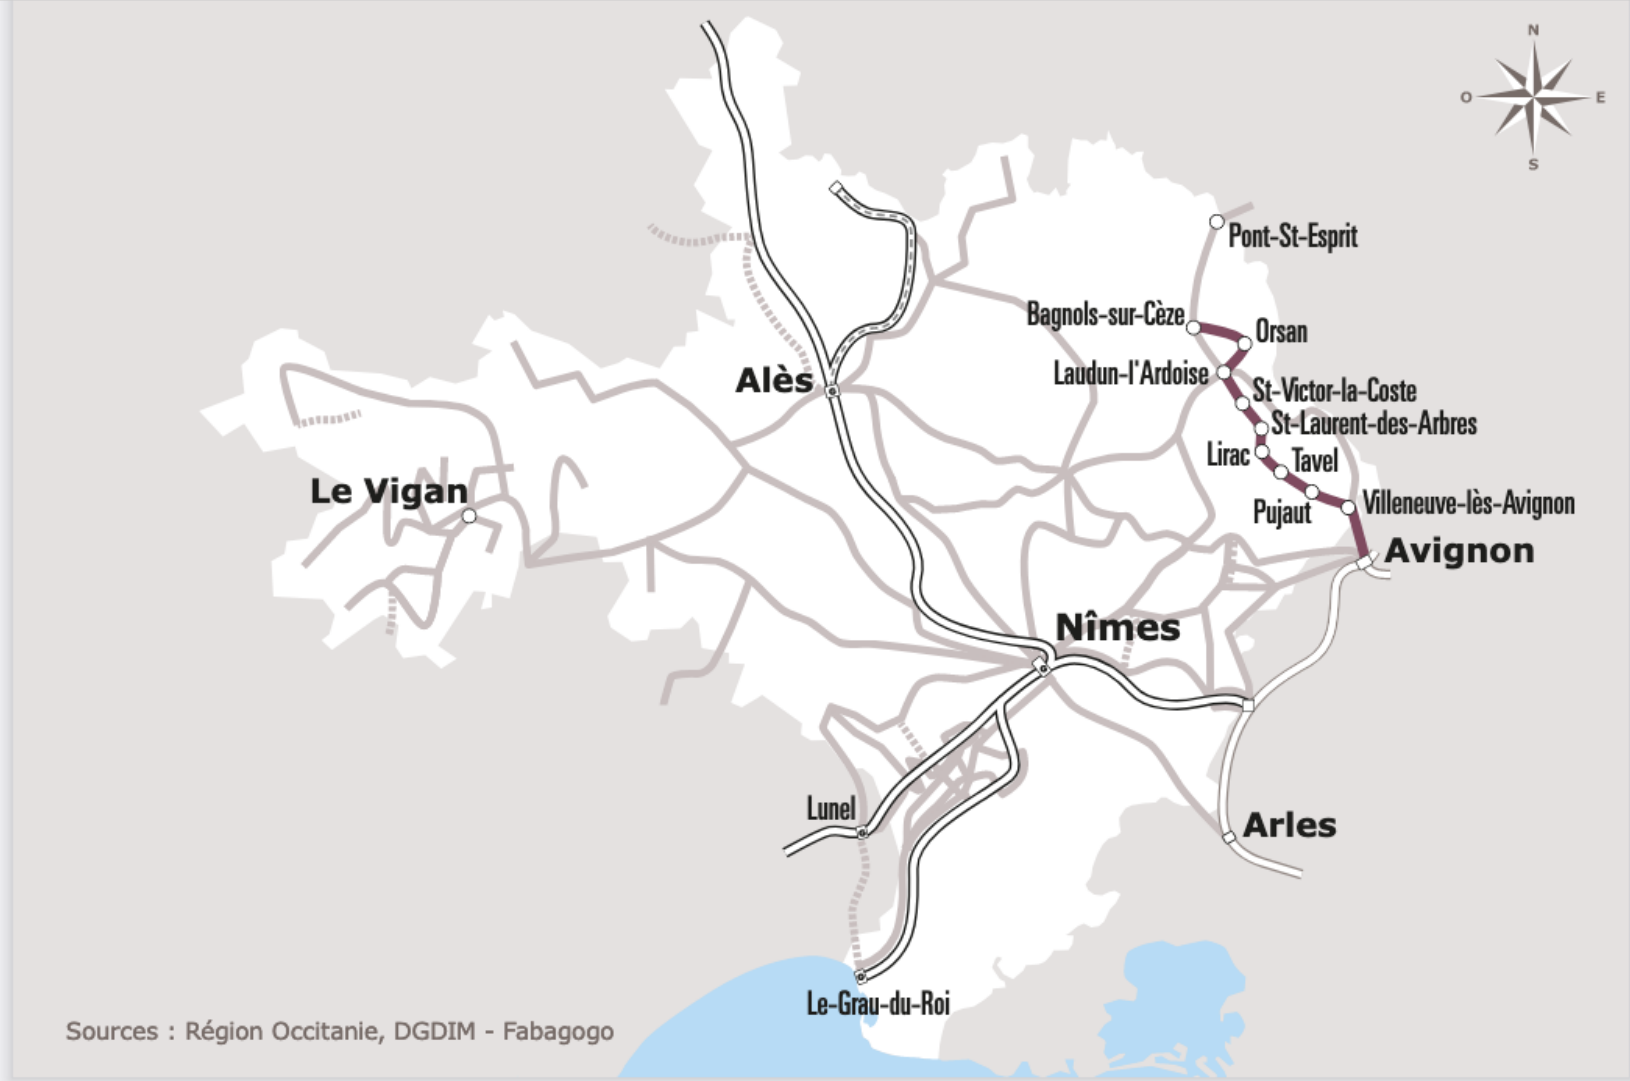 N
O
E
S
Pont-St-Esprit
Bagnols-sur-Cèze
Orsan
Laudun-l'Ardoise
St-Victor-la-Coste
St-Laurent-des-Arbres
Lirac
Tavel
Pujaut
Villeneuve-lès-Avignon
Avignon
Alès
Le Vigan
Nîmes
Lunel
Arles
Le-Grau-du-Roi
Sources : Région Occitanie, DGDIM - Fabagogo